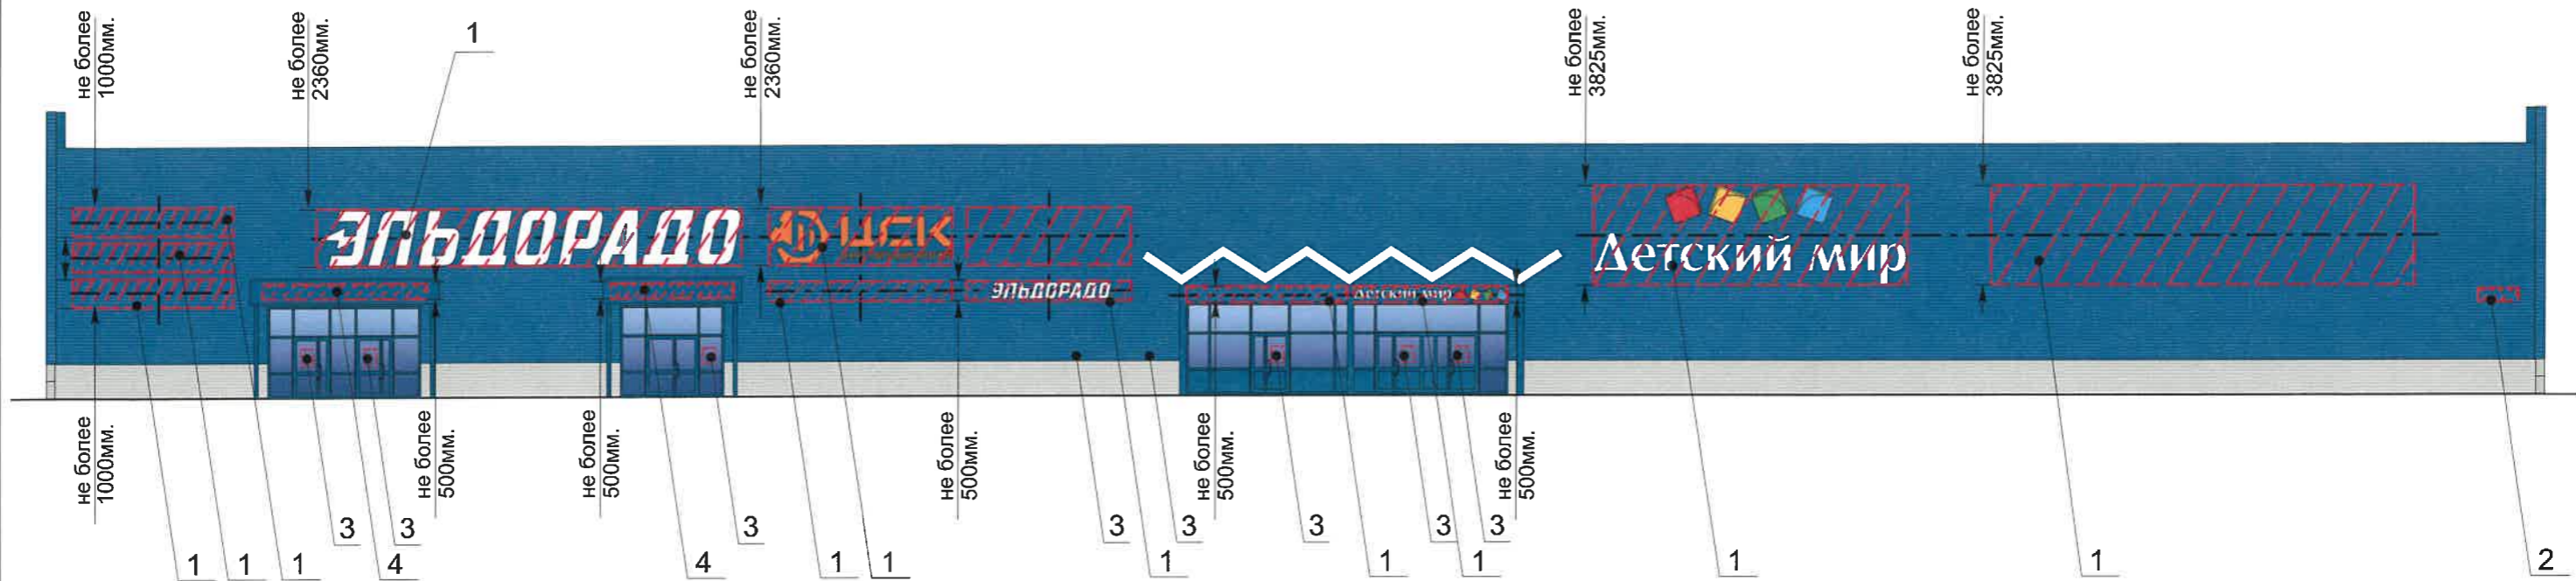 не более
1000мм.
не более
2360мм.
1
не более
2360мм.
не более
3825мм.
не более
3825мм.
ЭЛЬДОРАДО
ЦСК
Детский мир
ЭЛЬДОРАДО
Детский мир
не более
1000мм.
не более
500мм.
не более
500мм.
не более
500мм.
не более
500мм.
не более
500мм.
3
3
3
3
3
3
3
3
1
1
1
4
4
1
1
1
1
1
1
1
2